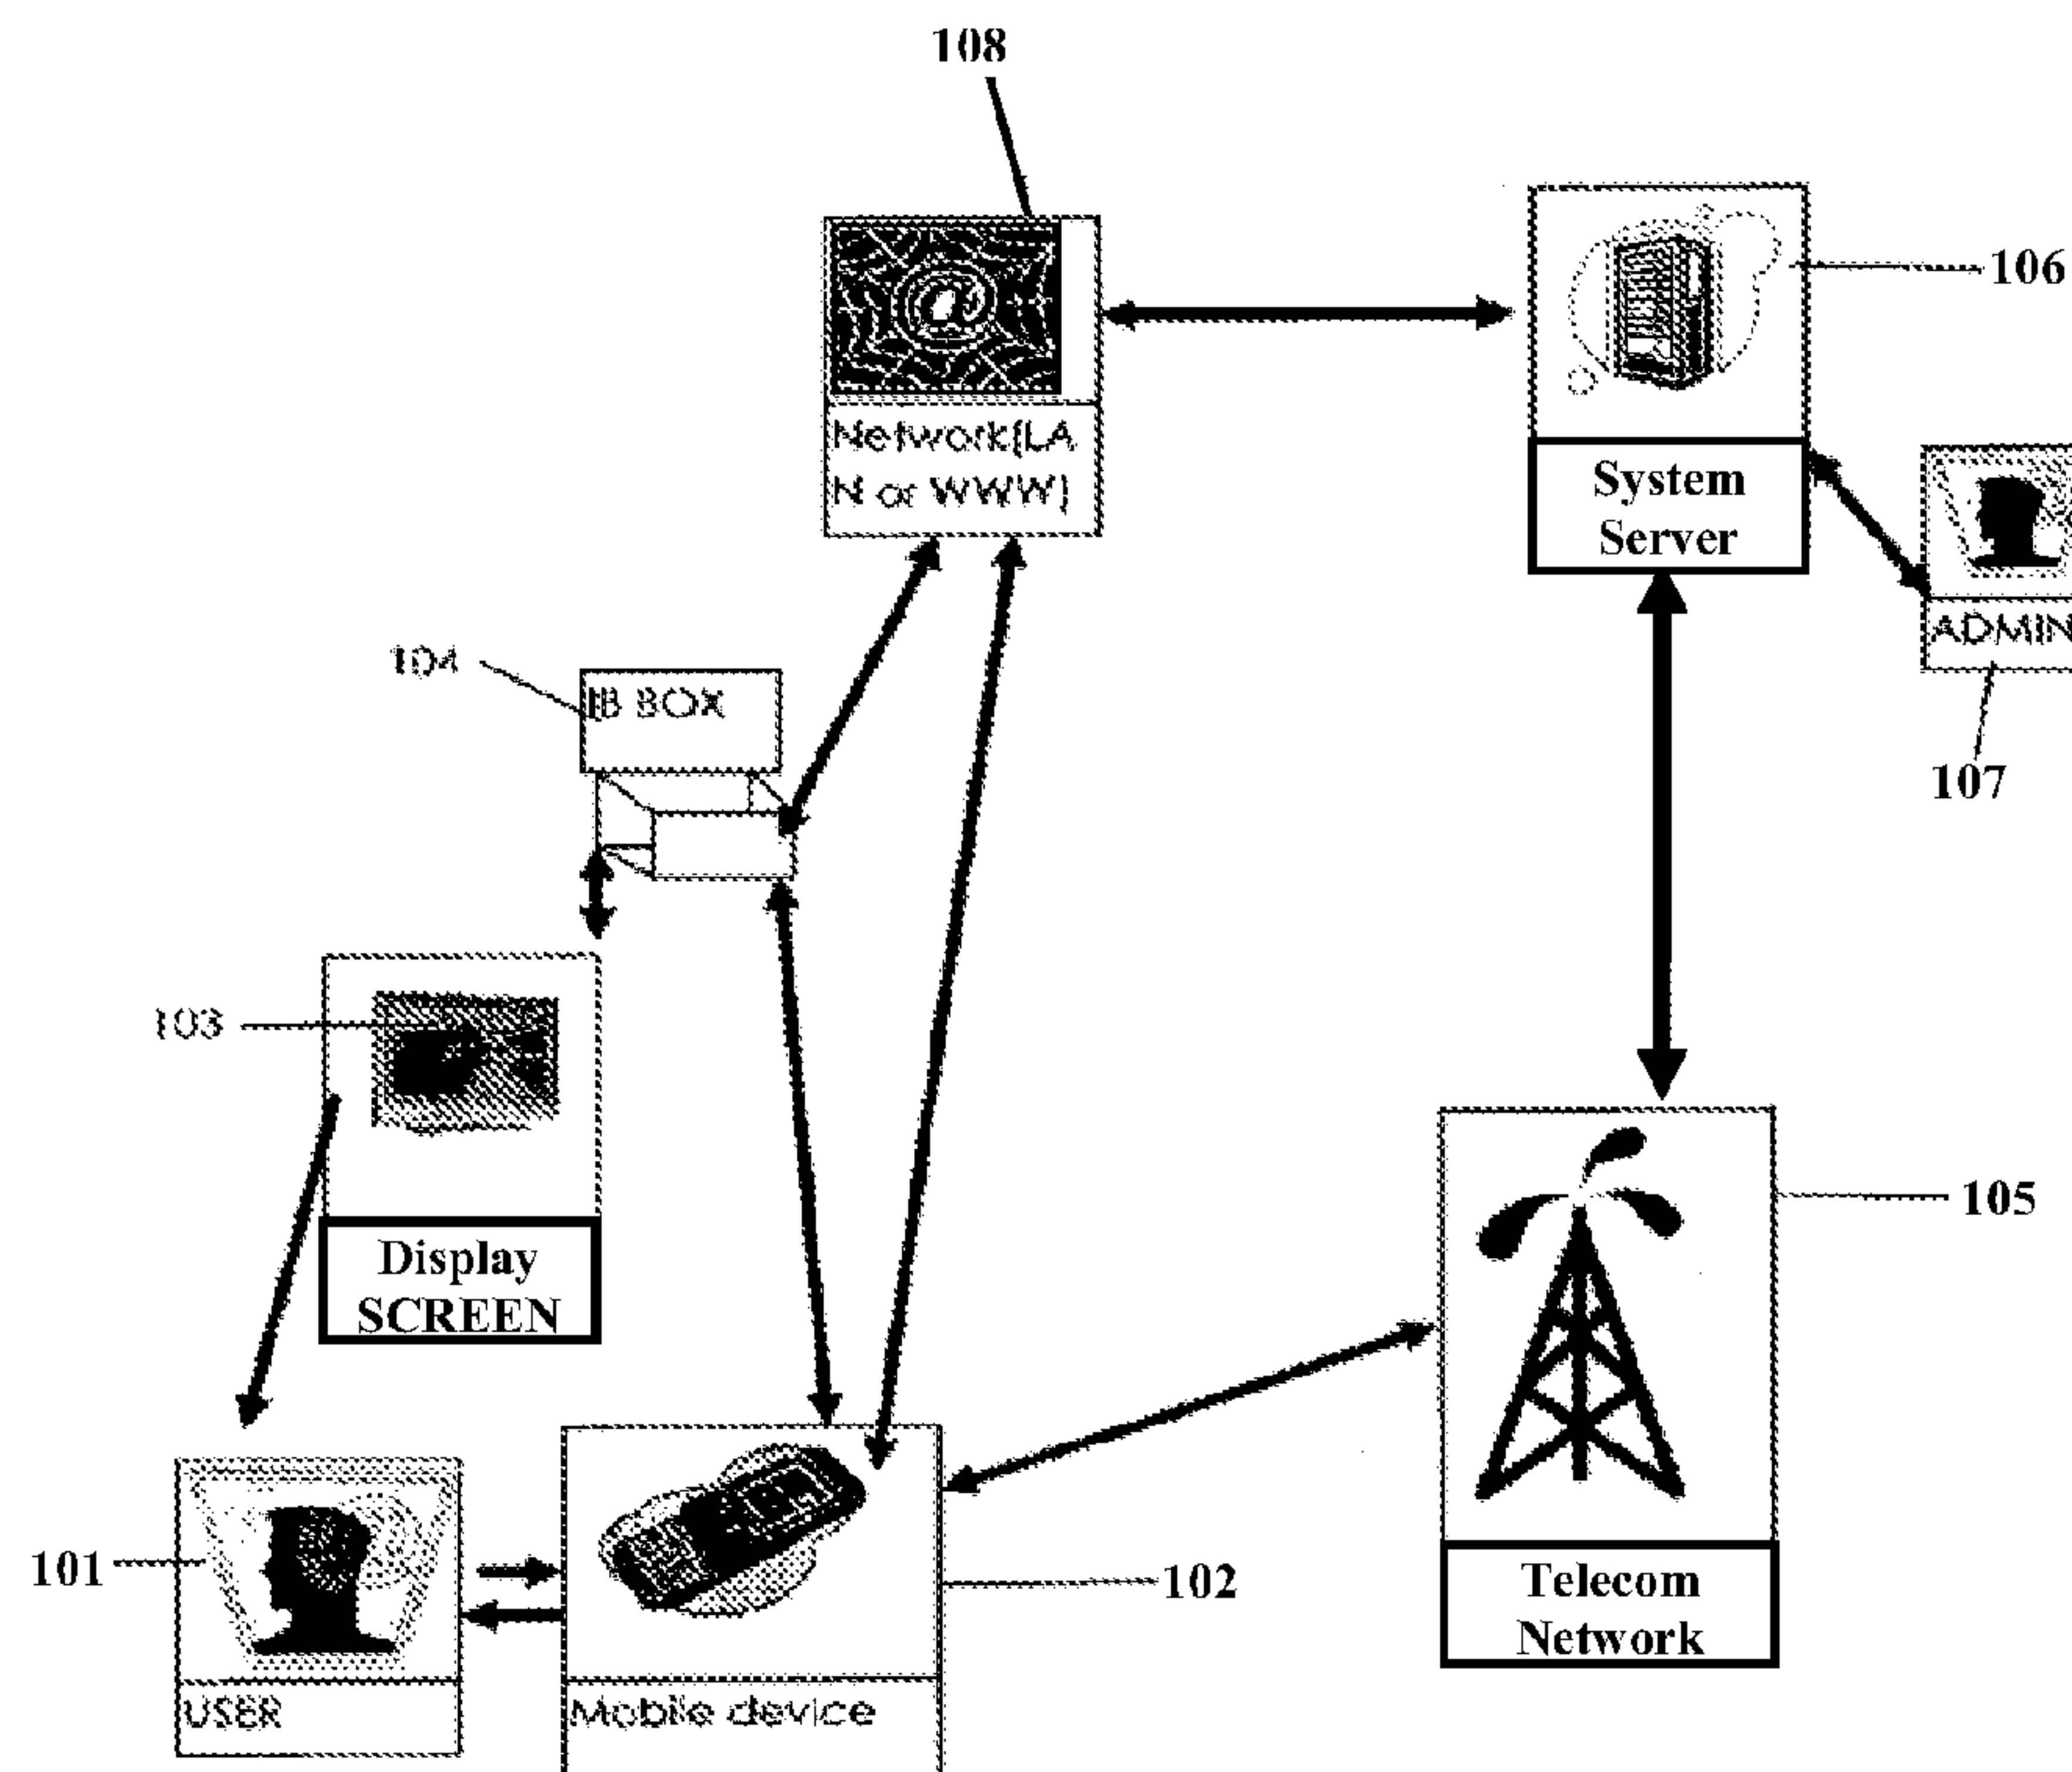 108
106
@
Network(LA
N or WWW)
System
Server
ADMIN
107
104
IB BOX
103
Display
SCREEN
105
101
102
USER
Mobile device
Telecom
Network